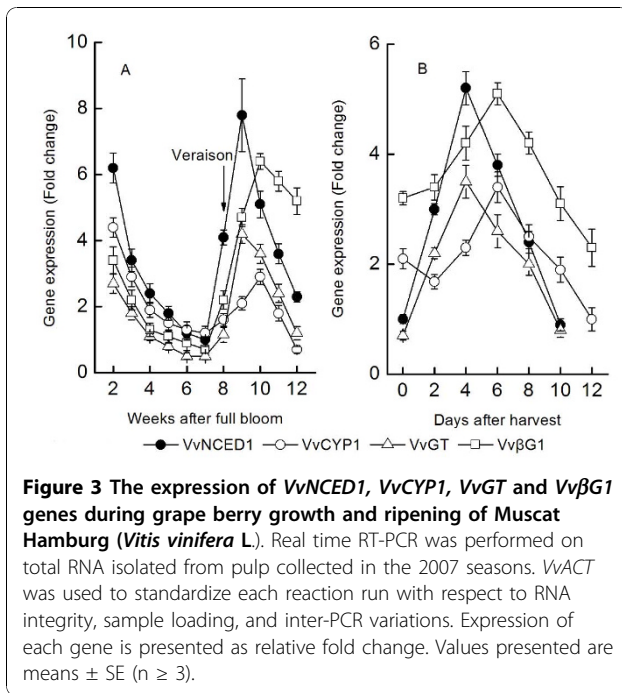 10
8
6
4
2
0
Gene expression (Fold change)
A
Veraison
2 4 6 8 10 12
Weeks after full bloom
6
4
2
0
Gene expression (Fold change)
B
0 2 4 6 8 10 12
Days after harvest
VvNCED1 VvCYP1 VvGT VvβG1
Figure 3 The expression of VvNCED1, VvCYP1, VvGT and VvβG1
genes during grape berry growth and ripening of Muscat
Hamburg (Vitis vinifera L.). Real time RT-PCR was performed on
total RNA isolated from pulp collected in the 2007 seasons. VvACT
was used to standardize each reaction run with respect to RNA
integrity, sample loading, and inter-PCR variations. Expression of
each gene is presented as relative fold change. Values presented are
means ± SE (n ≥ 3).